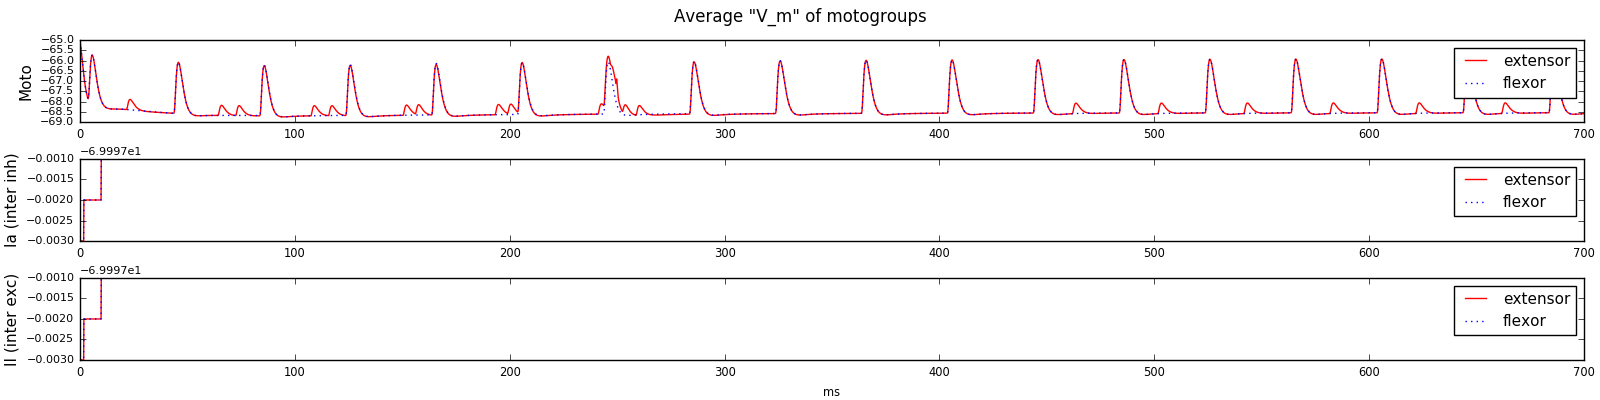 Average "V_m" of motogroups
Moto
−65.0
−65.5
−66.0
−66.5
−67.0
−67.5
−68.0
−68.5
−69.0
extensor
flexor
0 100 200 300 400 500 600 700
−6.9997e1
Ia (inter inh)
−0.0010
−0.0015
−0.0020
−0.0025
−0.0030
extensor
flexor
0 100 200 300 400 500 600 700
−6.9997e1
II (inter exc)
−0.0010
−0.0015
−0.0020
−0.0025
−0.0030
extensor
flexor
0 100 200 300 400 500 600 700
ms